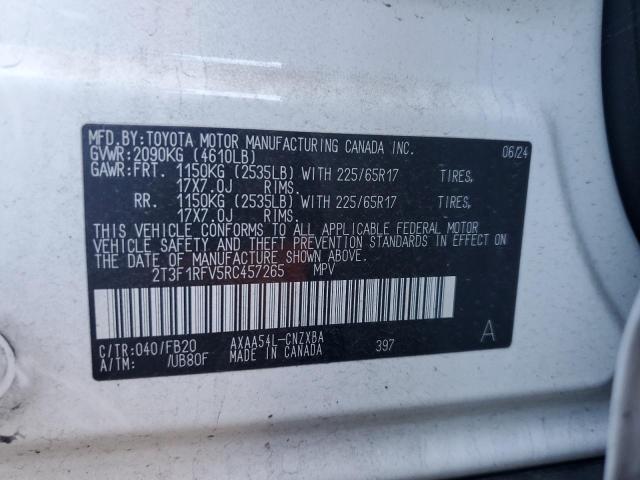 MFD.BY:TOYOTA MOTOR MANUFACTURING CANADA INC. 06/24
GVWR:2090KG (4610LB)
GAWR:FRT. 1150KG (2535LB) WITH 225/65R17 TIRES,
17X7.0J RIMS.
RR. 1150KG (2535LB) WITH 225/65R17 TIRES,
17X7.0J RIMS.
THIS VEHICLE CONFORMS TO ALL APPLICABLE FEDERAL MOTOR
VEHICLE SAFETY AND THEFT PREVENTION STANDARDS IN EFFECT ON
THE DATE OF MANUFACTURE SHOWN ABOVE.
2T3F1RFV5RC457265 MPV
C/TR:040/FB20 AXAA54L-CNZXBA 397 A
A/TM: /UB80F MADE IN CANADA